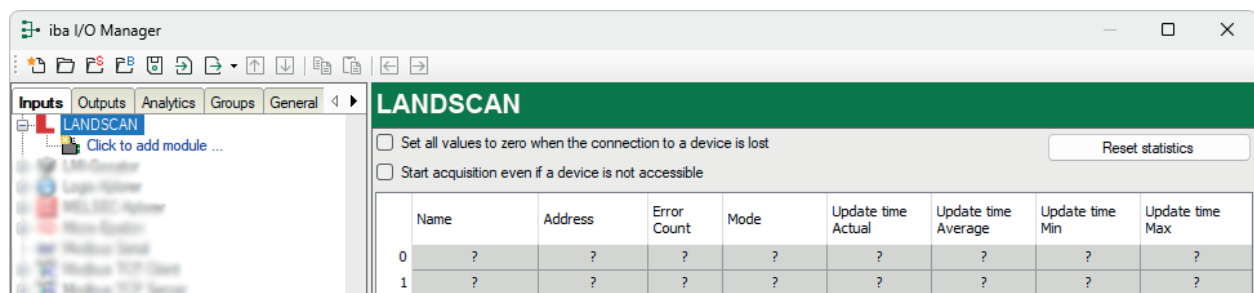 iba I/O Manager
Inputs Outputs Analytics Groups General
LANDSCAN
Click to add module ...
LANDSCAN
Set all values to zero when the connection to a device is lost
Reset statistics
Start acquisition even if a device is not accessible
Name Address Error Count Mode Update time Actual Update time Average Update time Min Update time Max
0 ? ? ? ? ? ? ? ?
1 ? ? ? ? ? ? ? ?